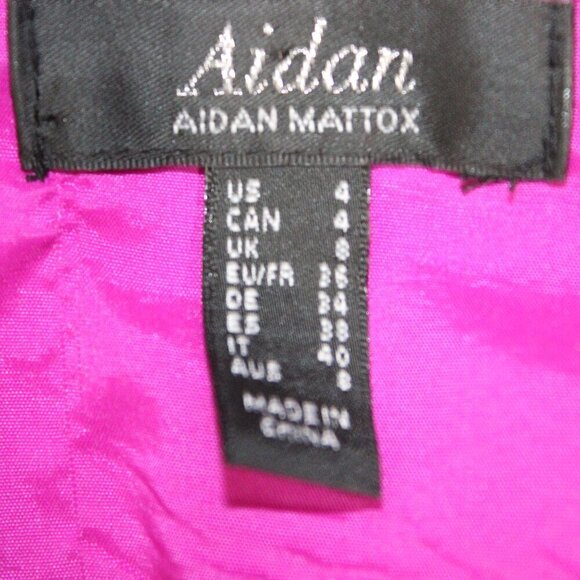 Aidan
AIDAN MATTOX
US 4
CAN 4
UK 8
EU/FR 36
DE 34
ES 38
IT 40
AUS 8
MADE IN
CHINA